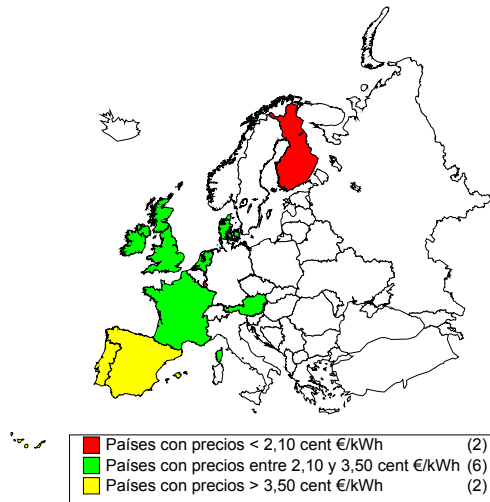 Países con precios < 2,10 cent €/kWh (2)
Países con precios entre 2,10 y 3,50 cent €/kWh (6)
Países con precios > 3,50 cent €/kWh (2)